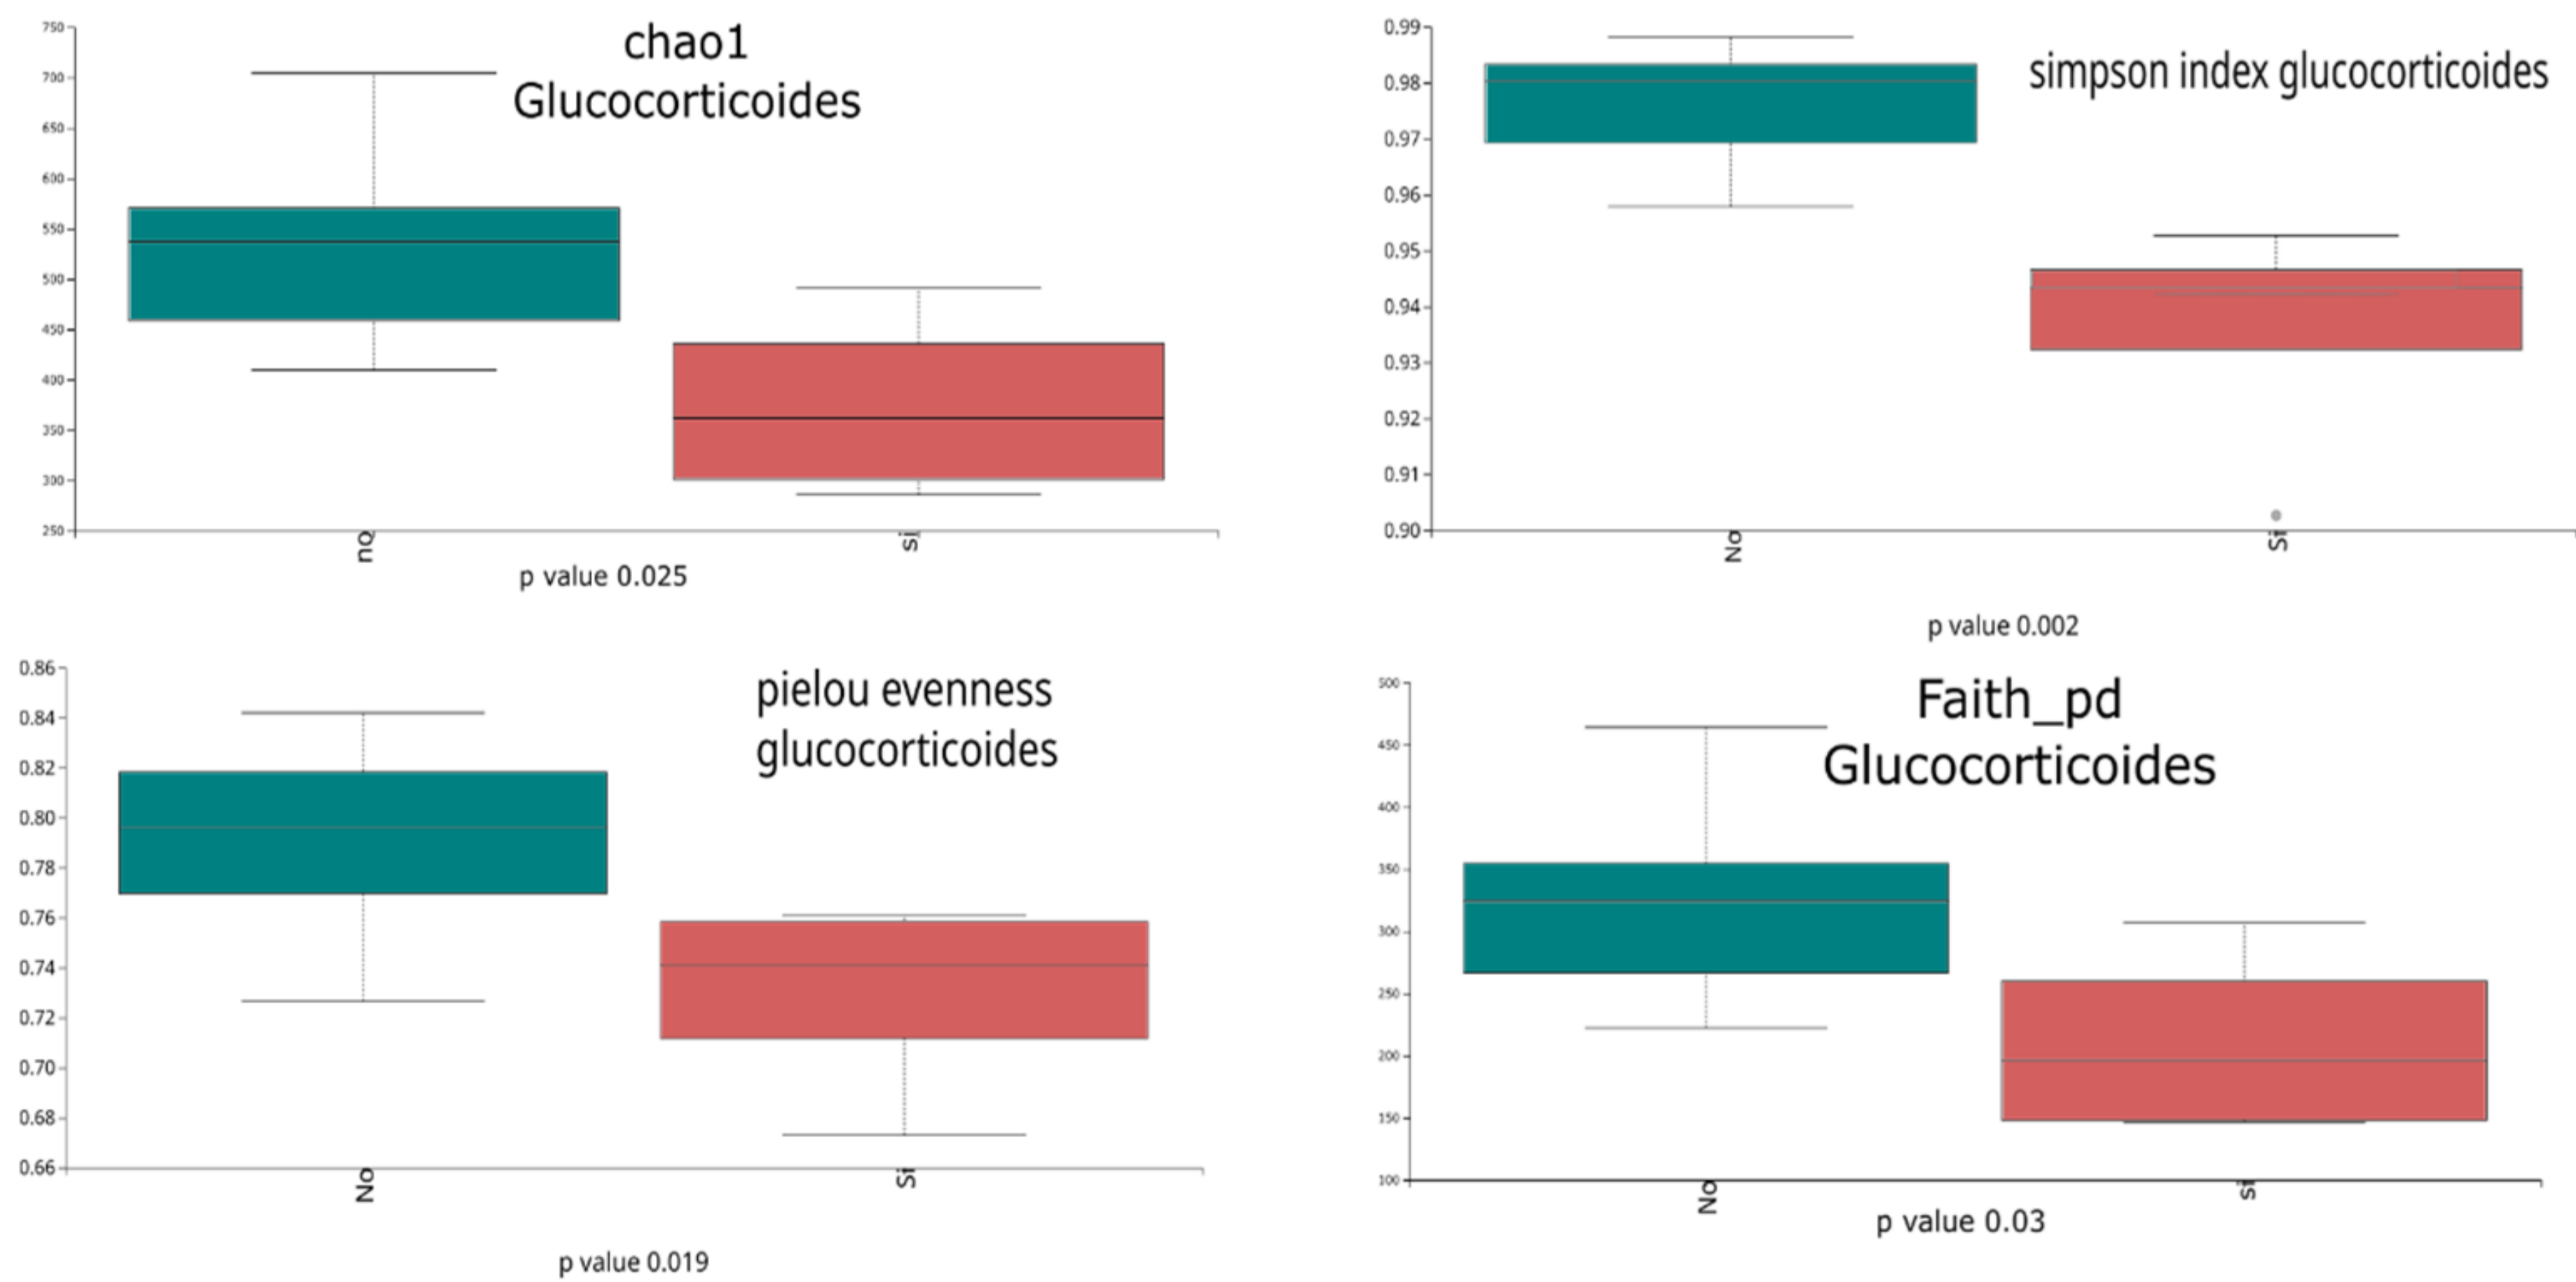 chao1
Glucocorticoides
750
700
650
600
550
500
450
400
350
300
250
no
si
p value 0.025
simpson index glucocorticoides
0.99
0.98
0.97
0.96
0.95
0.94
0.93
0.92
0.91
0.90
No
Si
p value 0.002
pielou evenness
glucocorticoides
0.86
0.84
0.82
0.80
0.78
0.76
0.74
0.72
0.70
0.68
0.66
No
Si
p value 0.019
Faith_pd
Glucocorticoides
500
450
400
350
300
250
200
150
100
No
si
p value 0.03